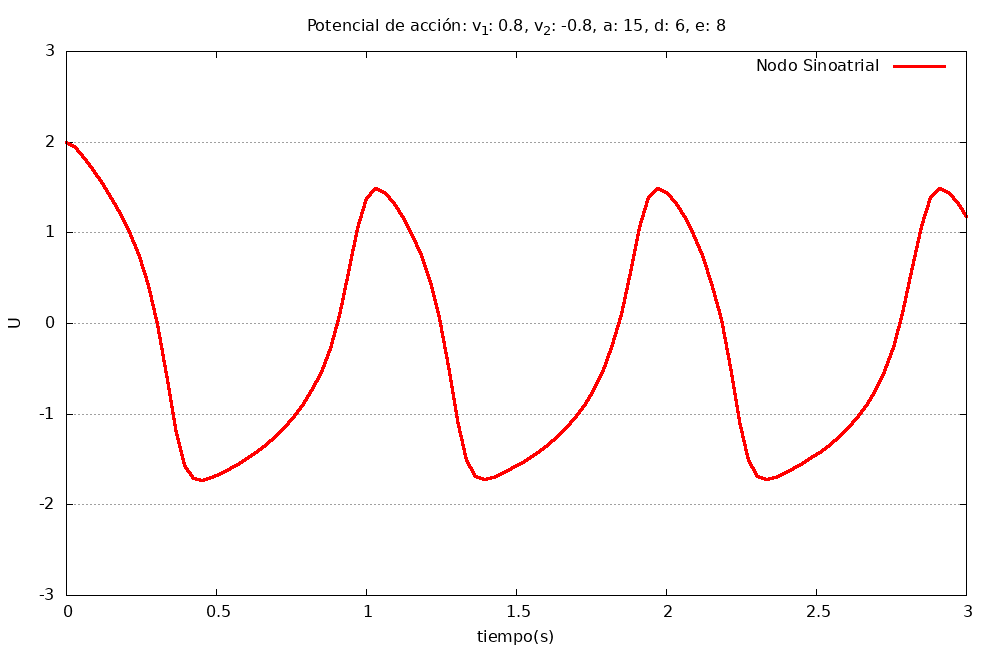 Potencial de acción: v₁: 0.8, v₂: -0.8, a: 15, d: 6, e: 8
Nodo Sinoatrial
3
2
1
0
-1
-2
-3
U
0 0.5 1 1.5 2 2.5 3
tiempo(s)